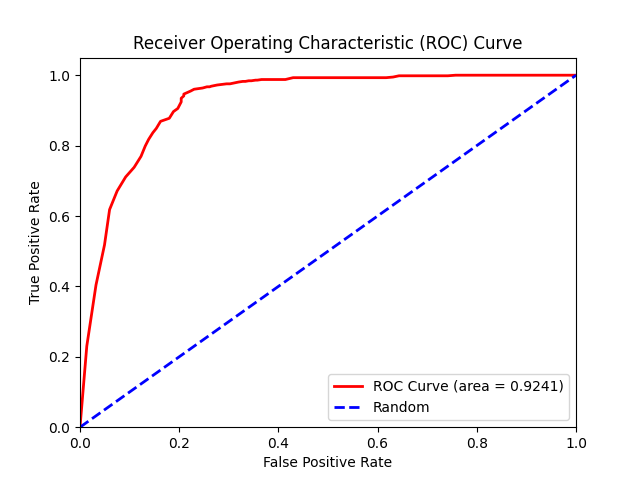 Receiver Operating Characteristic (ROC) Curve
1.0
0.8
0.6
0.4
0.2
0.0
True Positive Rate
0.0 0.2 0.4 0.6 0.8 1.0
False Positive Rate
ROC Curve (area = 0.9241)
Random